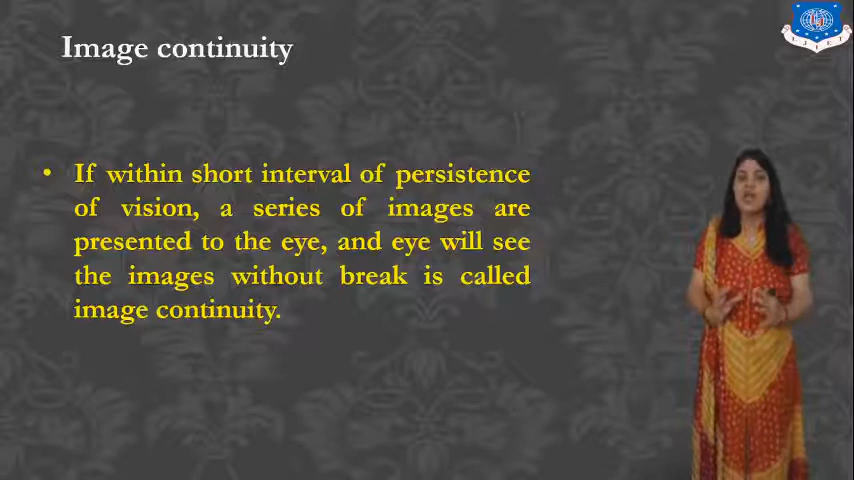 Image continuity
• If within short interval of persistence
of vision, a series of images are
presented to the eye, and eye will see
the images without break is called
image continuity.